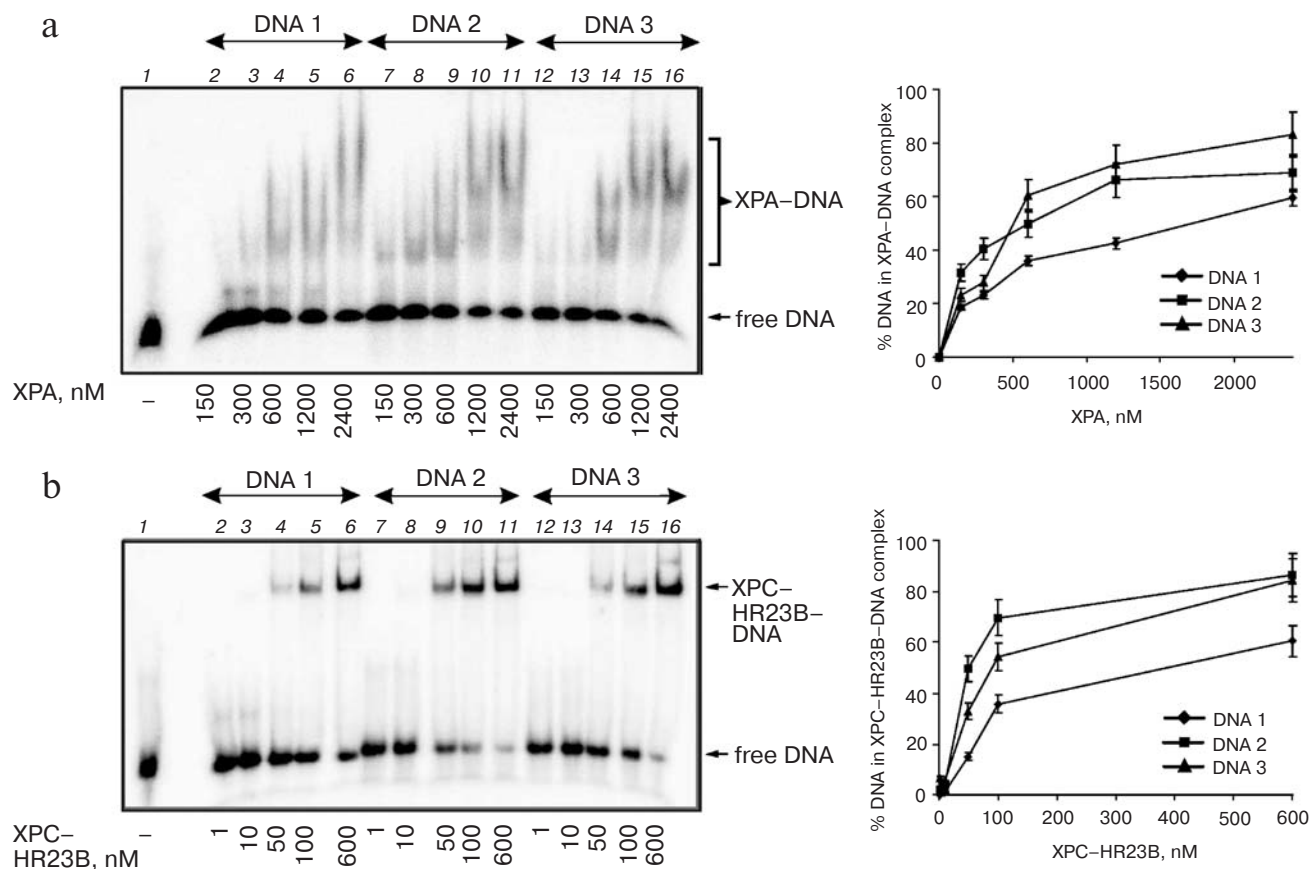 a
DNA 1 DNA 2 DNA 3
1 2 3 4 5 6 7 8 9 10 11 12 13 14 15 16
XPA–DNA
free DNA
XPA, nM – 150 300 600 1200 2400 150 300 600 1200 2400 150 300 600 1200 2400
% DNA in XPA–DNA complex
100
80
60
40
20
0
0 500 1000 1500 2000
XPA, nM
DNA 1
DNA 2
DNA 3
b
DNA 1 DNA 2 DNA 3
1 2 3 4 5 6 7 8 9 10 11 12 13 14 15 16
XPC–
HR23B–
DNA
free DNA
XPC–
HR23B, nM – 1 10 50 100 600 1 10 50 100 600 1 10 50 100 600
% DNA in XPC–HR23B–DNA complex
100
80
60
40
20
0
0 100 200 300 400 500 600
XPC–HR23B, nM
DNA 1
DNA 2
DNA 3